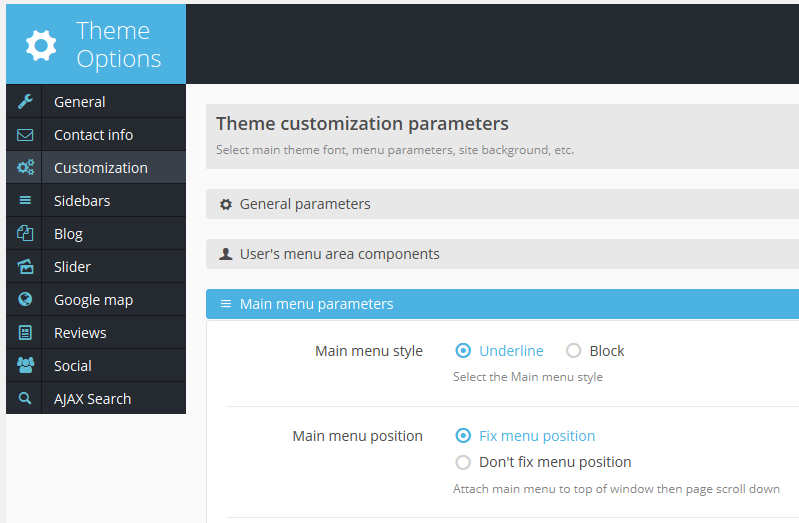 Theme
Options
General
Contact info
Customization
Sidebars
Blog
Slider
Google map
Reviews
Social
AJAX Search
Theme customization parameters
Select main theme font, menu parameters, site background, etc.
General parameters
User's menu area components
Main menu parameters
Main menu style
Underline
Block
Select the Main menu style
Main menu position
Fix menu position
Don't fix menu position
Attach main menu to top of window then page scroll down